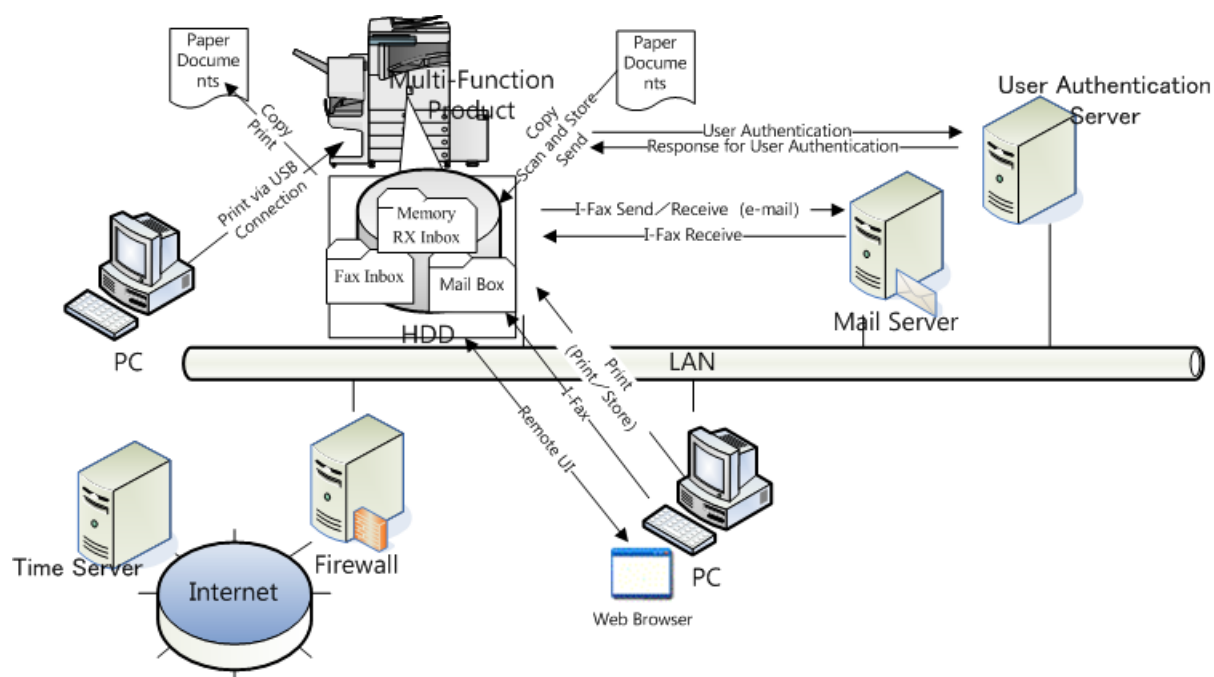 Paper
Docume
nts
Multi-Function
Product
Paper
Docume
nts
User Authentication
Server
Copy
Print
Copy
Scan and Store
Send
User Authentication
Response for User Authentication
Print via USB
Connection
Memory
RX Inbox
I-Fax Send／Receive (e-mail)
I-Fax Receive
Fax Inbox
Mail Box
Mail Server
HDD
PC
LAN
Print
(Print／Store)
I-Fax
Remote UI
Time Server
Firewall
Internet
PC
Web Browser